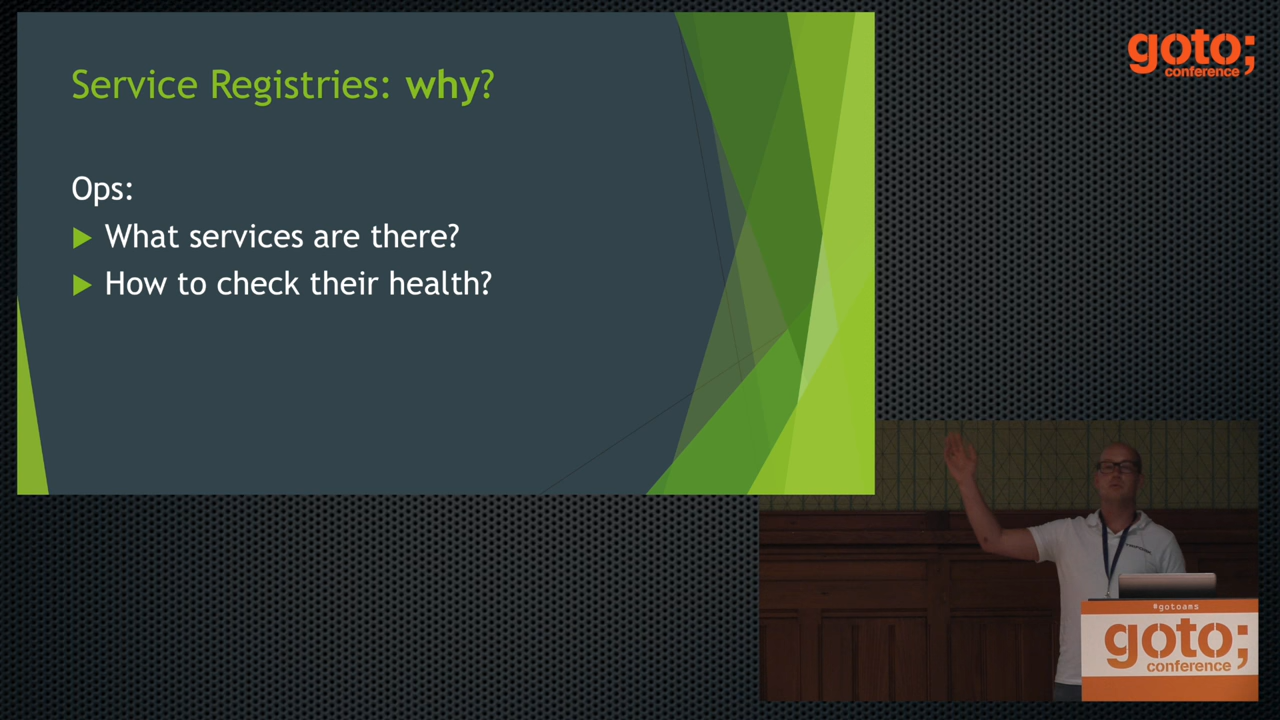 Service Registries: why?
Ops:
What services are there?
How to check their health?
goto;
conference
#gotoams
goto;
conference